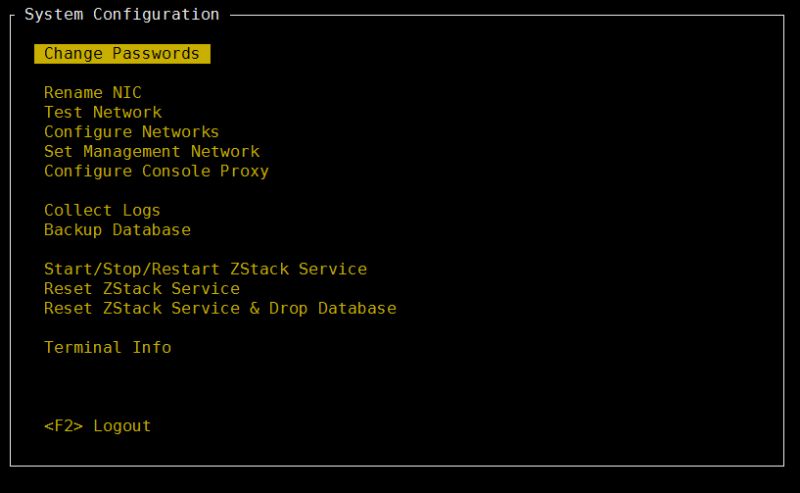 System Configuration
Change Passwords
Rename NIC
Test Network
Configure Networks
Set Management Network
Configure Console Proxy
Collect Logs
Backup Database
Start/Stop/Restart ZStack Service
Reset ZStack Service
Reset ZStack Service & Drop Database
Terminal Info
<F2> Logout